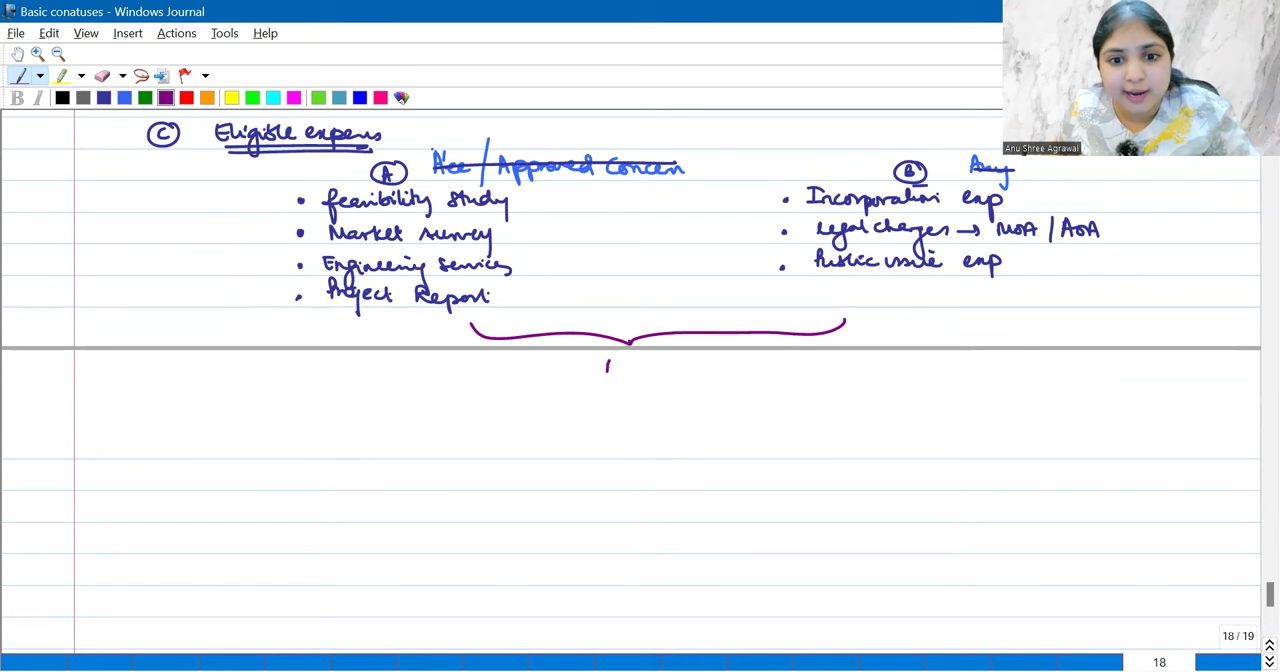 Basic conatuses - Windows Journal
File Edit View Insert Actions Tools Help
B I
Anu Shree Agrawal
C Eligible expens
A Ace / Approved Concern
B Any
• feasibility study
• Incorporation exp
• Market survey
• Legal charges → MOA / AOA
• Engineering services
• Public issue exp
• Project Report
18 / 19
18